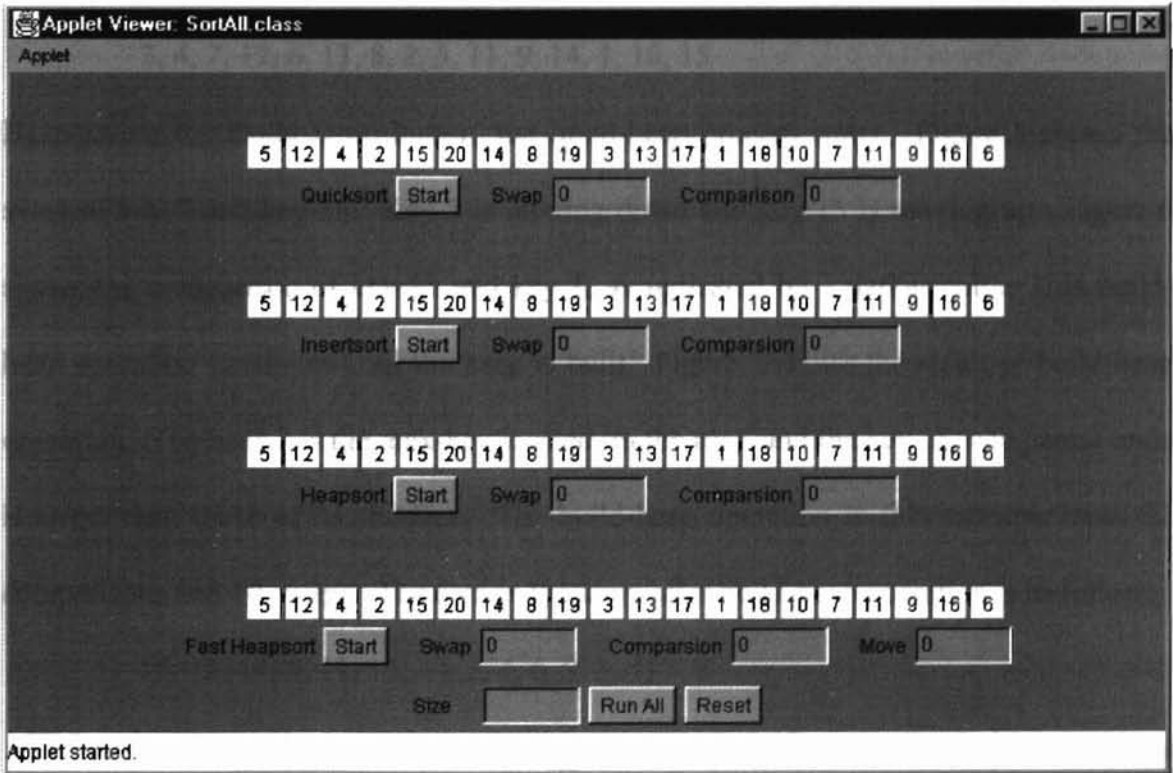 Applet Viewer: SortAll.class
Applet
5 12 4 2 15 20 14 8 19 3 13 17 1 18 10 7 11 9 16 6
Quicksort Start Swap 0 Comparison 0
5 12 4 2 15 20 14 8 19 3 13 17 1 18 10 7 11 9 16 6
Insertsort Start Swap 0 Comparsion 0
5 12 4 2 15 20 14 8 19 3 13 17 1 18 10 7 11 9 16 6
Heapsort Start Swap 0 Comparsion 0
5 12 4 2 15 20 14 8 19 3 13 17 1 18 10 7 11 9 16 6
Fast Heapsort Start Swap 0 Comparsion 0 Move 0
Size Run All Reset
Applet started.